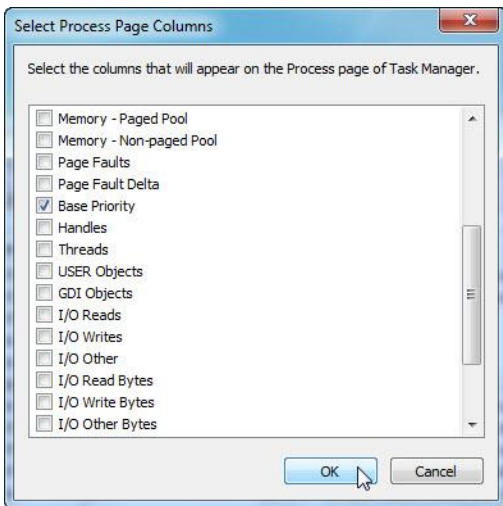 Select Process Page Columns
Select the columns that will appear on the Process page of Task Manager.
Memory - Paged Pool
Memory - Non-paged Pool
Page Faults
Page Fault Delta
Base Priority
Handles
Threads
USER Objects
GDI Objects
I/O Reads
I/O Writes
I/O Other
I/O Read Bytes
I/O Write Bytes
I/O Other Bytes
OK
Cancel